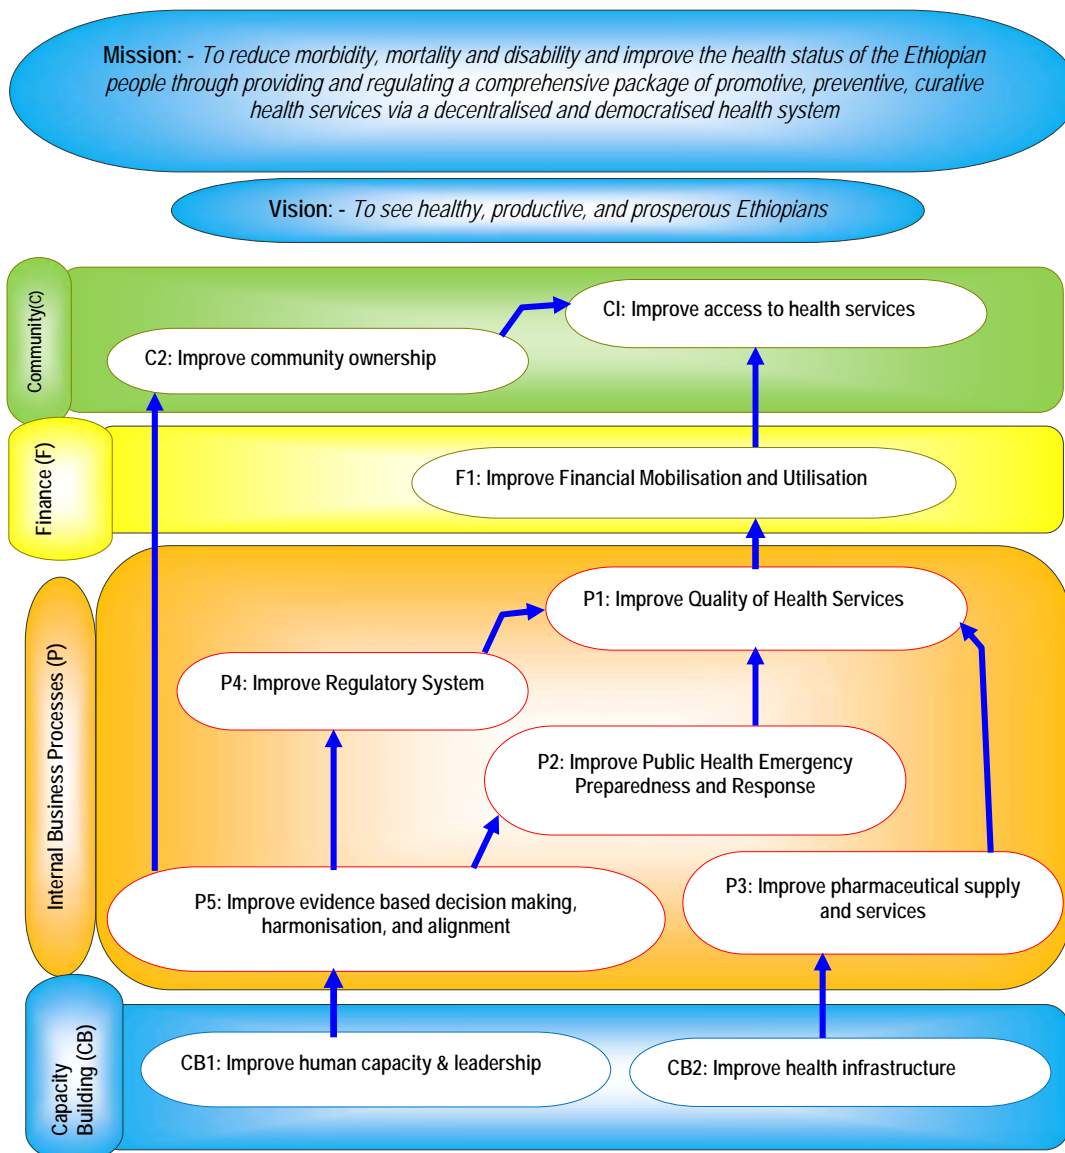 Mission: - To reduce morbidity, mortality and disability and improve the health status of the Ethiopian
people through providing and regulating a comprehensive package of promotive, preventive, curative
health services via a decentralised and democratised health system
Vision: - To see healthy, productive, and prosperous Ethiopians
Community(C)
CI: Improve access to health services
C2: Improve community ownership
Finance (F)
F1: Improve Financial Mobilisation and Utilisation
Internal Business Processes (P)
P1: Improve Quality of Health Services
P4: Improve Regulatory System
P2: Improve Public Health Emergency
Preparedness and Response
P3: Improve pharmaceutical supply
and services
P5: Improve evidence based decision making,
harmonisation, and alignment
Capacity
Building (CB)
CB1: Improve human capacity & leadership
CB2: Improve health infrastructure